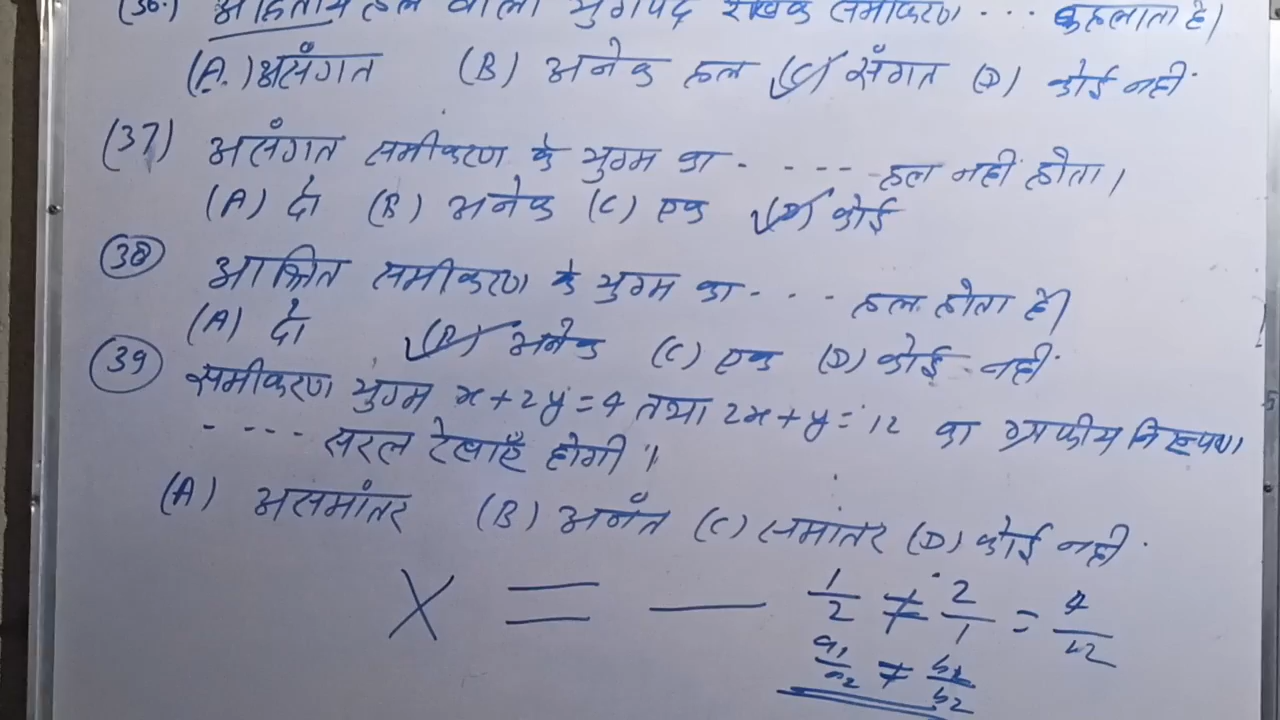 (36.) अद्वितीय हल वाला युगपद रैखिक समीकरण ... कहलाता है।
(A.) असंगत (B) अनेक हल (C) संगत (D) कोई नहीं
(37) असंगत समीकरण के युग्म का - - - - हल नहीं होता।
(A) दो (B) अनेक (C) एक (D) कोई
(38) आश्रित समीकरण के युग्म का - . . . हल होता है।
(A) दो (B) अनेक (C) एक (D) कोई नहीं
(39) समीकरण युग्म x+2y=4 तथा 2x+y=12 का ग्राफीय निरूपण
- - - - सरल रेखाएँ होगी।
(A) असमांतर (B) अनंत (C) समांतर (D) कोई नहीं
1/2 ≠ 2/1 = 4/12
a1/a2 ≠ b2/b2